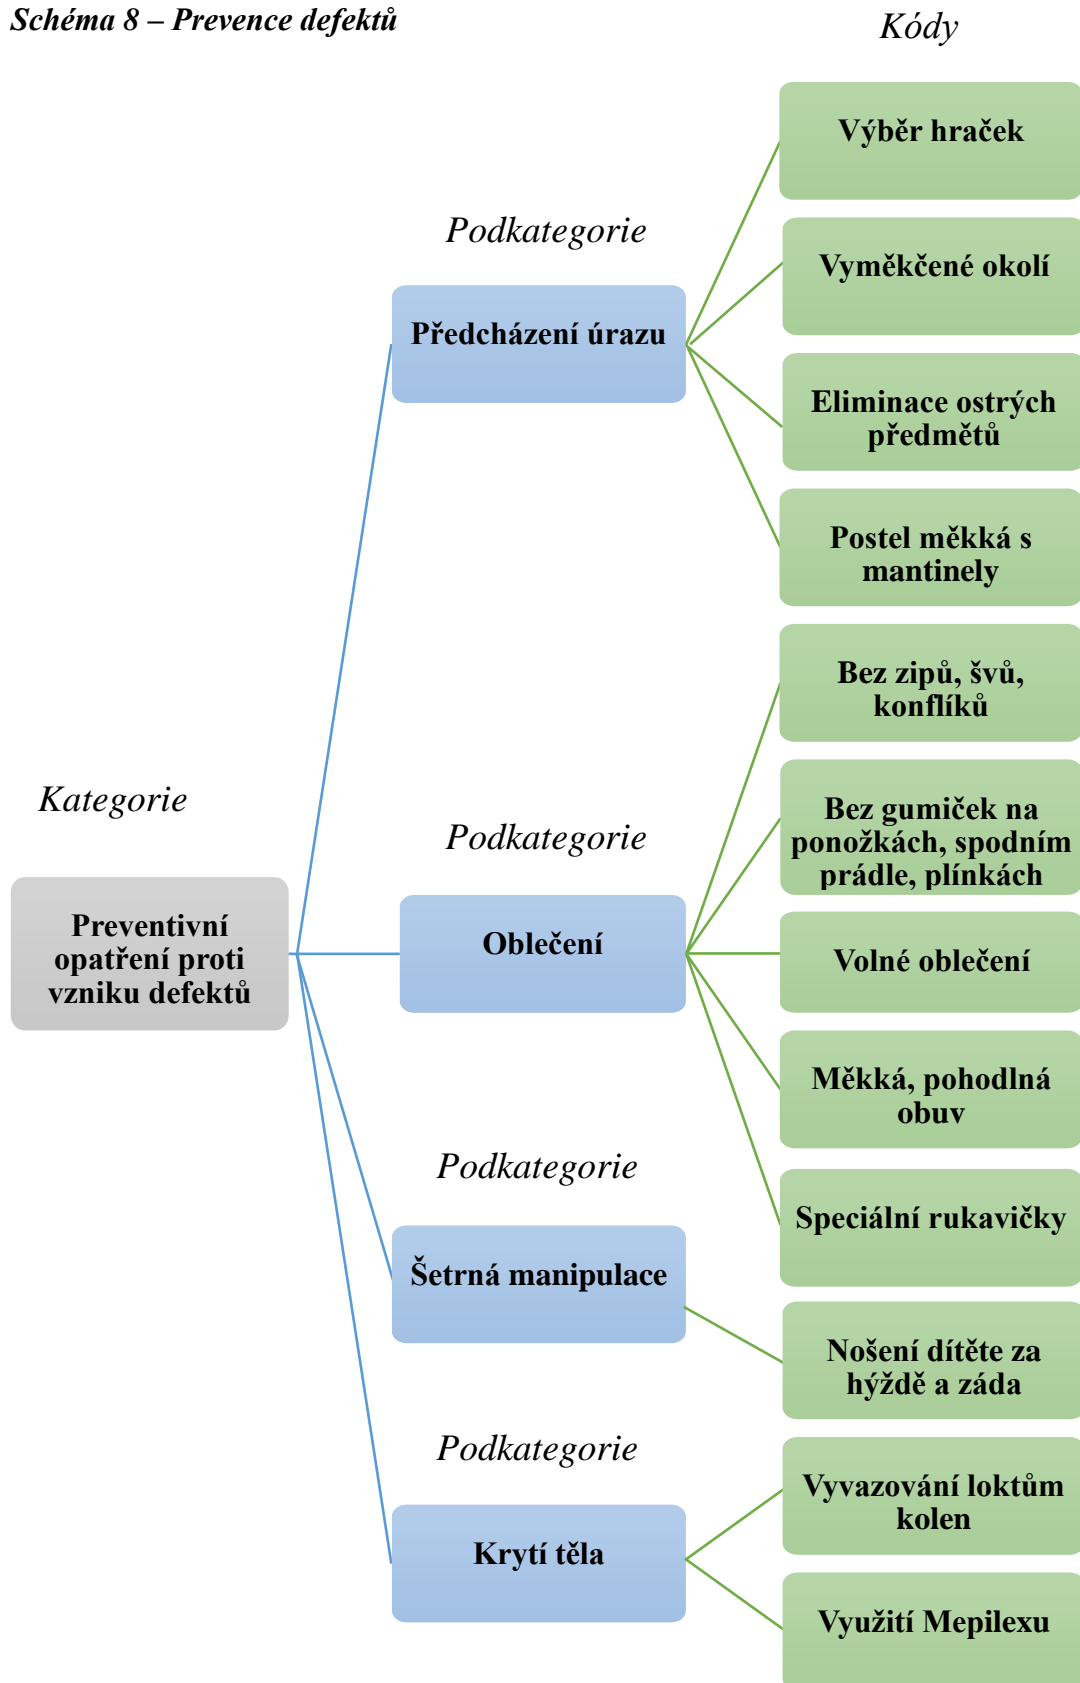 Schéma 8 – Prevence defektů
Kódy
Výběr hraček
Podkategorie
Vyměkčené okolí
Předcházení úrazu
Eliminace ostrých
předmětů
Postel měkká s
mantinely
Bez zipů, švů,
konflíků
Kategorie
Podkategorie
Bez gumiček na
ponožkách, spodním
prádle, plínkách
Preventivní
opatření proti
vzniku defektů
Oblečení
Volné oblečení
Měkká, pohodlná
obuv
Podkategorie
Speciální rukavičky
Šetrná manipulace
Nošení dítěte za
hýždě a záda
Podkategorie
Vyvazování loktům
kolen
Krytí těla
Využití Mepilexu